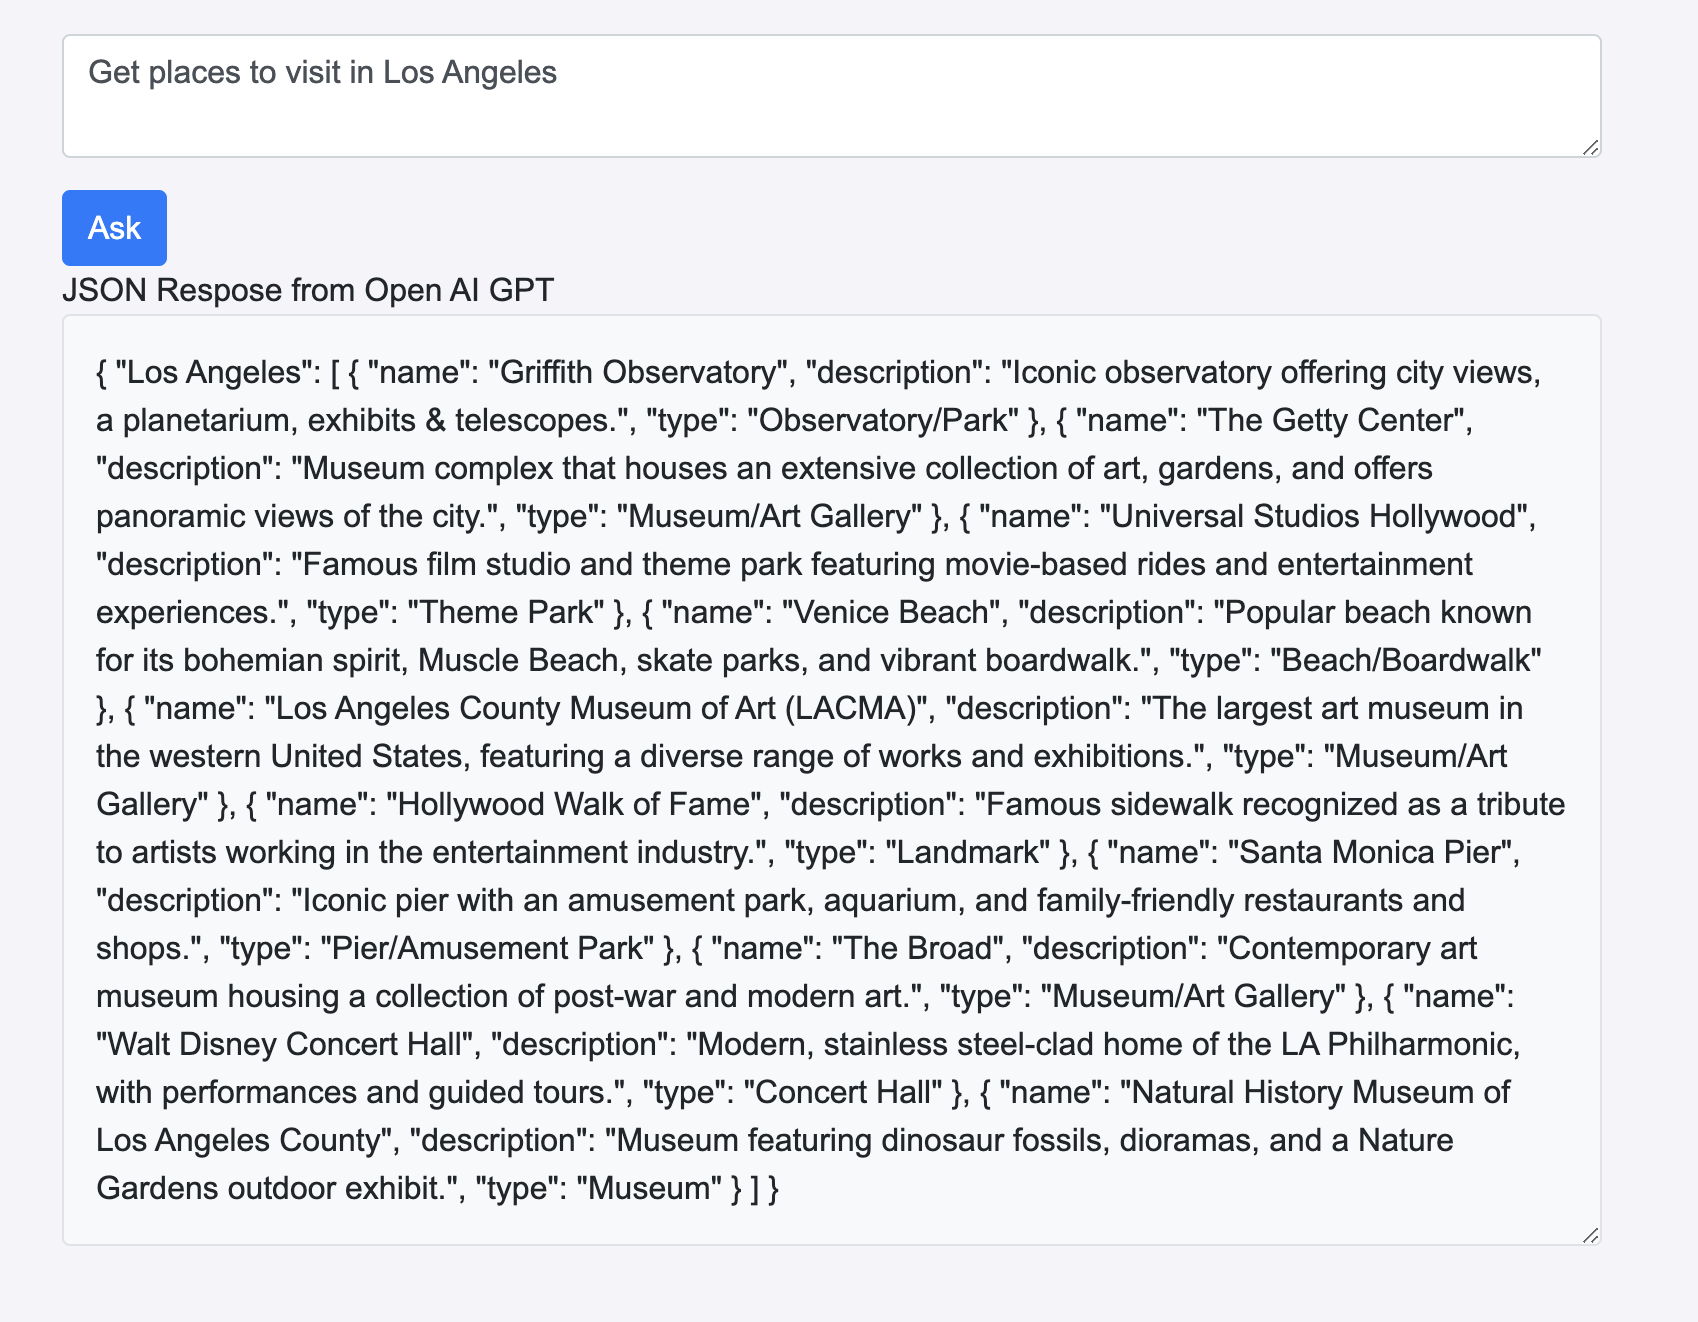 Get places to visit in Los Angeles
Ask
JSON Respose from Open AI GPT
{ "Los Angeles": [ { "name": "Griffith Observatory", "description": "Iconic observatory offering city views,
a planetarium, exhibits & telescopes.", "type": "Observatory/Park" }, { "name": "The Getty Center",
"description": "Museum complex that houses an extensive collection of art, gardens, and offers
panoramic views of the city.", "type": "Museum/Art Gallery" }, { "name": "Universal Studios Hollywood",
"description": "Famous film studio and theme park featuring movie-based rides and entertainment
experiences.", "type": "Theme Park" }, { "name": "Venice Beach", "description": "Popular beach known
for its bohemian spirit, Muscle Beach, skate parks, and vibrant boardwalk.", "type": "Beach/Boardwalk"
}, { "name": "Los Angeles County Museum of Art (LACMA)", "description": "The largest art museum in
the western United States, featuring a diverse range of works and exhibitions.", "type": "Museum/Art
Gallery" }, { "name": "Hollywood Walk of Fame", "description": "Famous sidewalk recognized as a tribute
to artists working in the entertainment industry.", "type": "Landmark" }, { "name": "Santa Monica Pier",
"description": "Iconic pier with an amusement park, aquarium, and family-friendly restaurants and
shops.", "type": "Pier/Amusement Park" }, { "name": "The Broad", "description": "Contemporary art
museum housing a collection of post-war and modern art.", "type": "Museum/Art Gallery" }, { "name":
"Walt Disney Concert Hall", "description": "Modern, stainless steel-clad home of the LA Philharmonic,
with performances and guided tours.", "type": "Concert Hall" }, { "name": "Natural History Museum of
Los Angeles County", "description": "Museum featuring dinosaur fossils, dioramas, and a Nature
Gardens outdoor exhibit.", "type": "Museum" } ] }